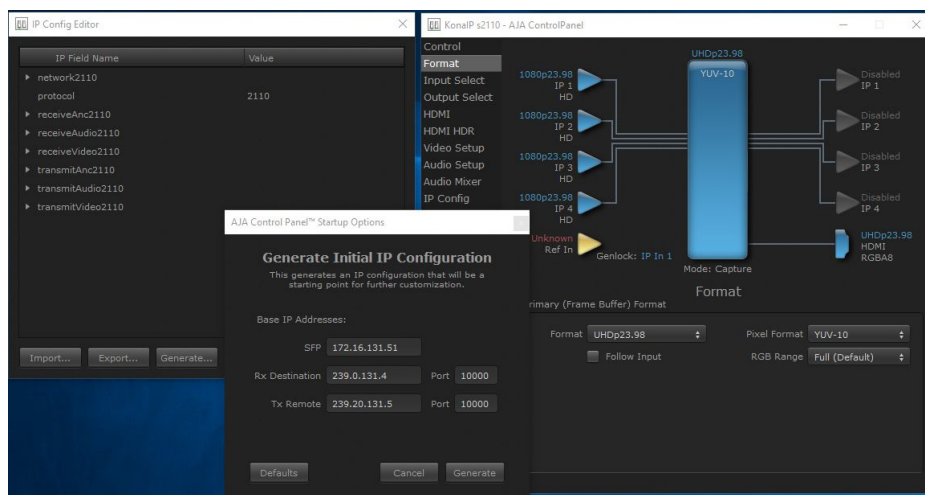 IP Config Editor
IP Field Name Value
network2110
protocol 2110
receiveAnc2110
receiveAudio2110
receiveVideo2110
transmitAnc2110
transmitAudio2110
transmitVideo2110
Import... Export... Generate...
KonaIP s2110 - AJA ControlPanel
Control
Format
Input Select
Output Select
HDMI
HDMI HDR
Video Setup
Audio Setup
Audio Mixer
IP Config
1080p23.98
IP 1
HD
1080p23.98
IP 2
HD
1080p23.98
IP 3
HD
1080p23.98
IP 4
HD
Unknown
Ref In
Genlock: IP In 1
UHDp23.98
YUV-10
Mode: Capture
Disabled
IP 1
Disabled
IP 2
Disabled
IP 3
Disabled
IP 4
UHDp23.98
HDMI
RGBA8
Format
rimary (Frame Buffer) Format
Format UHDp23.98 Pixel Format YUV-10
Follow Input RGB Range Full (Default)
AJA Control Panel™ Startup Options
Generate Initial IP Configuration
This generates an IP configuration that will be a
starting point for further customization.
Base IP Addresses:
SFP 172.16.131.51
Rx Destination 239.0.131.4 Port 10000
Tx Remote 239.20.131.5 Port 10000
Defaults Cancel Generate